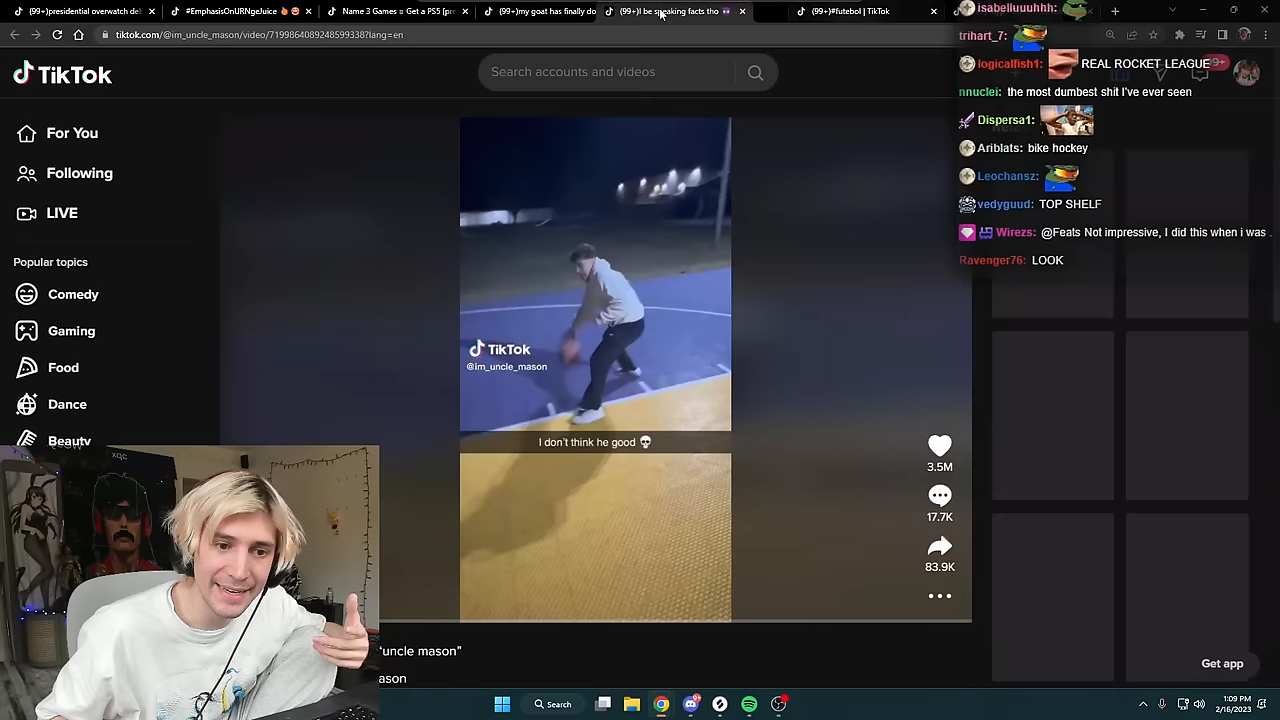 (99+)presidential overwatch deb
#EmphasisOnURNgeJuice
Name 3 Games = Get a PS5 [pre
(99+)my goat has finally do
(99+)I be speaking facts tho
(99+)#futebol | TikTok
tiktok.com/@im_uncle_mason/video/7199864089248599338?lang=en
TikTok
Search accounts and videos
For You
Following
LIVE
Popular topics
Comedy
Gaming
Food
Dance
Beauty
TikTok
@im_uncle_mason
I don't think he good 💀
3.5M
17.7K
83.9K
isabelluuuhhh:
trihart_7:
logicalfish1: REAL ROCKET LEAGUE
nnuclei: the most dumbest shit I've ever seen
Dispersa1:
Ariblats: bike hockey
Leochansz:
vedyguud: TOP SHELF
Wirezs: @Feats Not impressive, I did this when i was
Ravenger76: LOOK
99+
xqc
"uncle mason"
ason
Get app
Search
1:09 PM
2/16/2023